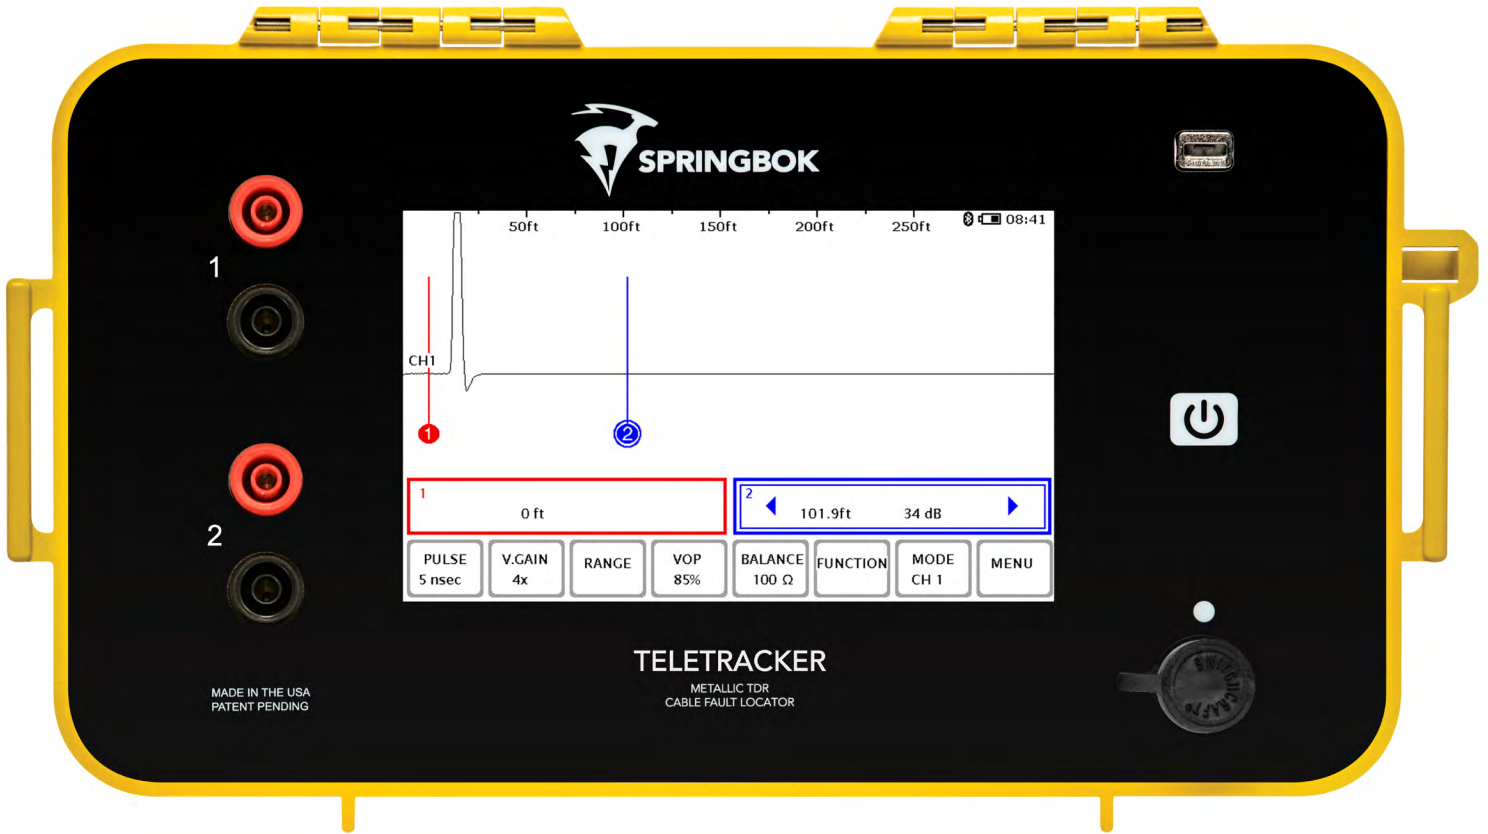 SPRINGBOK
50ft 100ft 150ft 200ft 250ft 08:41
1
CH1
1 2
1
0 ft
2
101.9ft 34 dB
PULSE
5 nsec
V.GAIN
4x
RANGE
VOP
85%
BALANCE
100 Ω
FUNCTION
MODE
CH 1
MENU
2
TELETRACKER
METALLIC TDR
CABLE FAULT LOCATOR
MADE IN THE USA
PATENT PENDING
SWITCHCRAFT